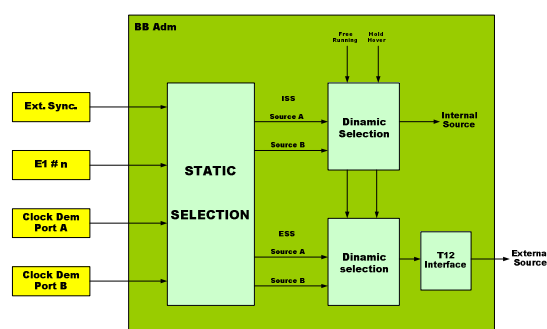 BB Adm
Free
Running
Hold
Hover
Ext. Sync.
E1 # n
Clock Dem
Port A
Clock Dem
Port B
STATIC
SELECTION
ISS
Source A
Source B
Dinamic
Selection
Internal
Source
ESS
Source A
Source B
Dinamic
selection
T12
Interface
Externa
Source